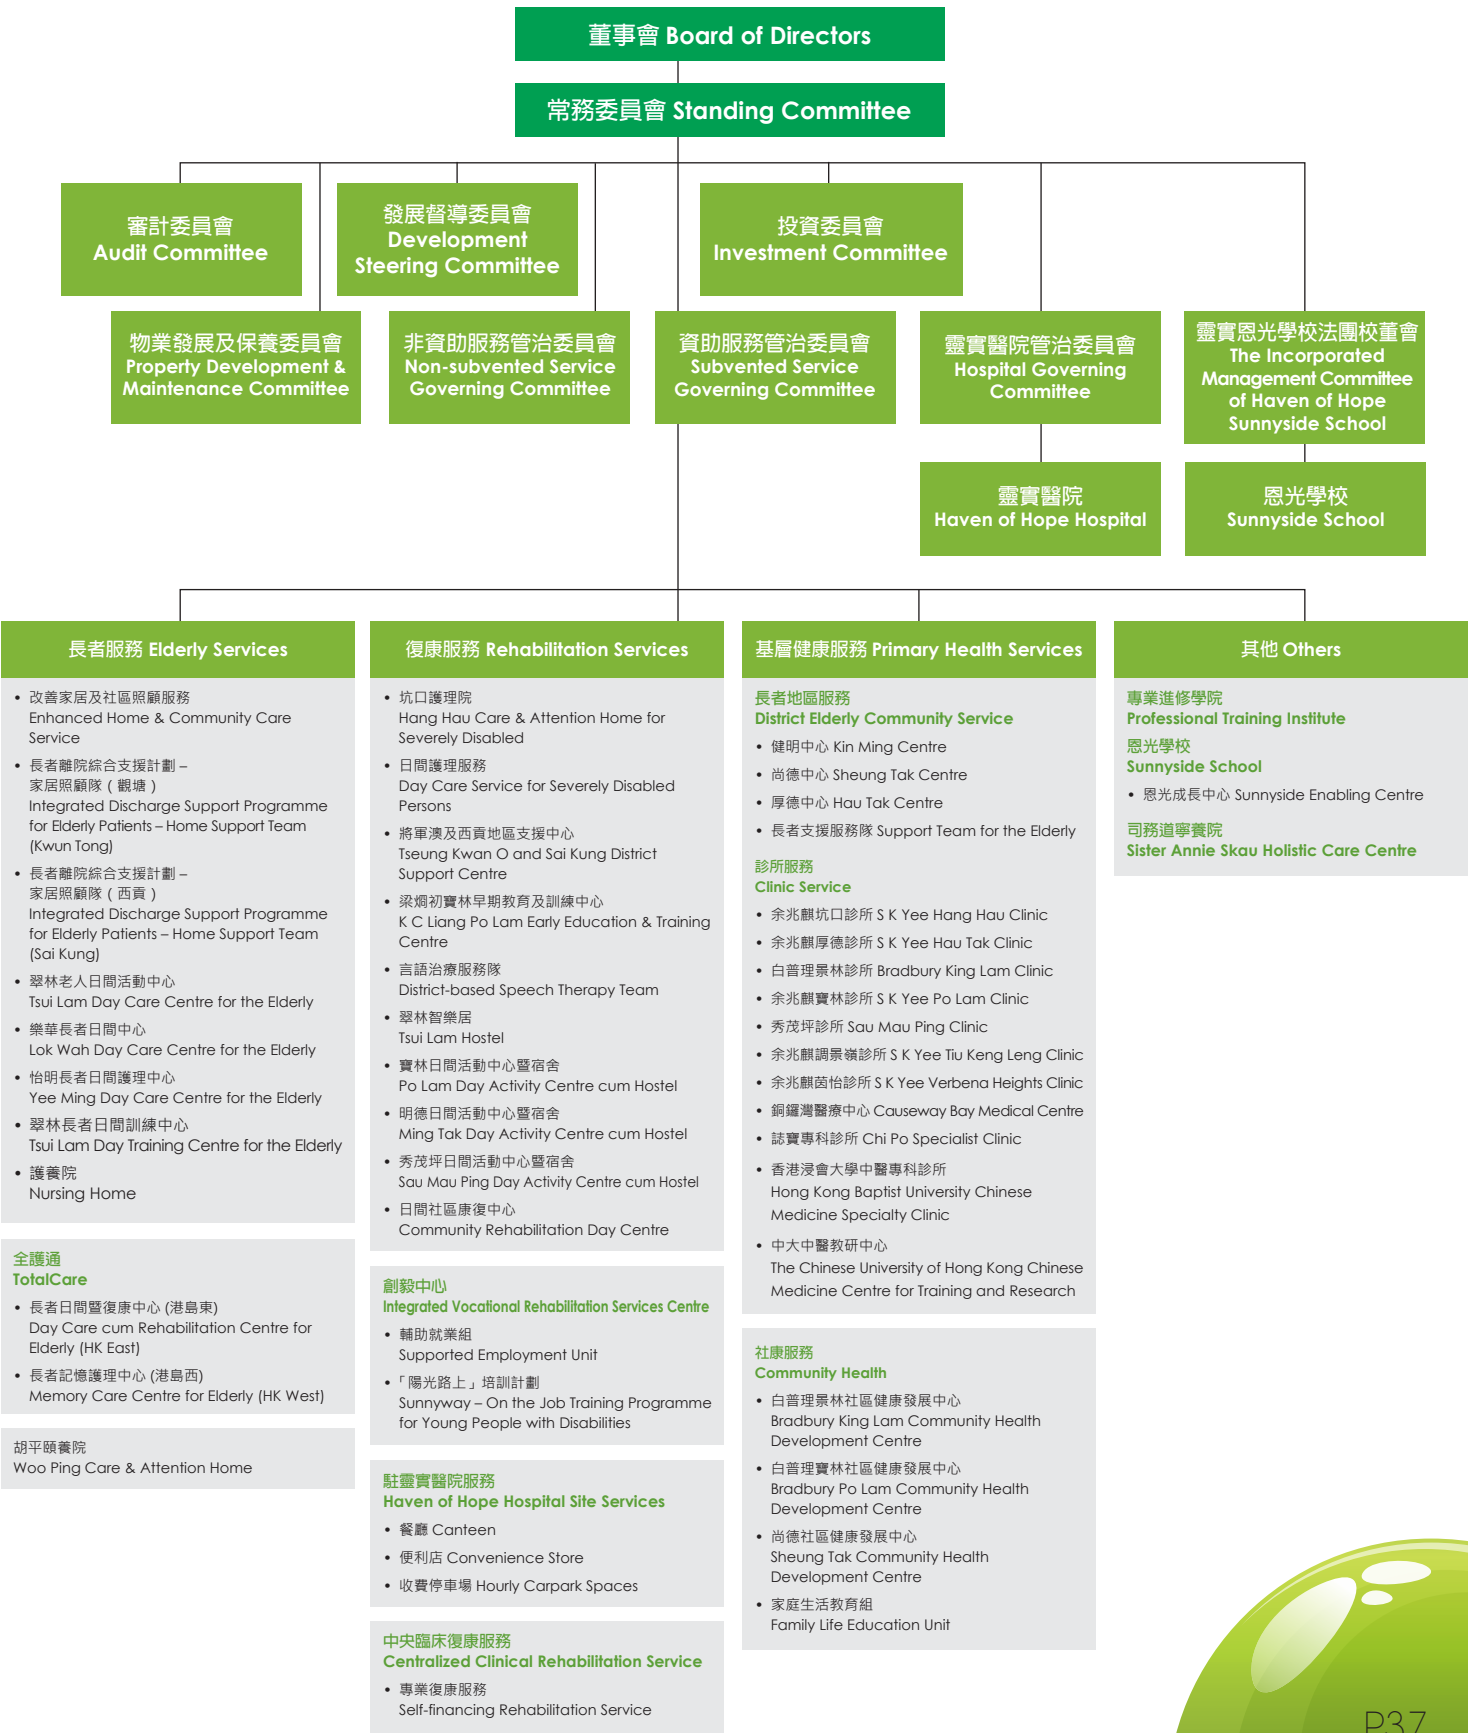 董事會 Board of Directors
常務委員會 Standing Committee
審計委員會
Audit Committee
發展督導委員會
Development
Steering Committee
投資委員會
Investment Committee
物業發展及保養委員會
Property Development &
Maintenance Committee
非資助服務管治委員會
Non-subvented Service
Governing Committee
資助服務管治委員會
Subvented Service
Governing Committee
靈實醫院管治委員會
Hospital Governing
Committee
靈實恩光學校法團校董會
The Incorporated
Management Committee
of Haven of Hope
Sunnyside School
靈實醫院
Haven of Hope Hospital
恩光學校
Sunnyside School
長者服務 Elderly Services
• 改善家居及社區照顧服務
Enhanced Home & Community Care
Service
• 長者離院綜合支援計劃 –
家居照顧隊 ( 觀塘 )
Integrated Discharge Support Programme
for Elderly Patients – Home Support Team
(Kwun Tong)
• 長者離院綜合支援計劃 –
家居照顧隊 ( 西貢 )
Integrated Discharge Support Programme
for Elderly Patients – Home Support Team
(Sai Kung)
• 翠林老人日間活動中心
Tsui Lam Day Care Centre for the Elderly
• 樂華長者日間中心
Lok Wah Day Care Centre for the Elderly
• 怡明長者日間護理中心
Yee Ming Day Care Centre for the Elderly
• 翠林長者日間訓練中心
Tsui Lam Day Training Centre for the Elderly
• 護養院
Nursing Home
全護通
TotalCare
• 長者日間暨復康中心 (港島東)
Day Care cum Rehabilitation Centre for
Elderly (HK East)
• 長者記憶護理中心 (港島西)
Memory Care Centre for Elderly (HK West)
胡平頤養院
Woo Ping Care & Attention Home
復康服務 Rehabilitation Services
• 坑口護理院
Hang Hau Care & Attention Home for
Severely Disabled
• 日間護理服務
Day Care Service for Severely Disabled
Persons
• 將軍澳及西貢地區支援中心
Tseung Kwan O and Sai Kung District
Support Centre
• 梁烱初寶林早期教育及訓練中心
K C Liang Po Lam Early Education & Training
Centre
• 言語治療服務隊
District-based Speech Therapy Team
• 翠林智樂居
Tsui Lam Hostel
• 寶林日間活動中心暨宿舍
Po Lam Day Activity Centre cum Hostel
• 明德日間活動中心暨宿舍
Ming Tak Day Activity Centre cum Hostel
• 秀茂坪日間活動中心暨宿舍
Sau Mau Ping Day Activity Centre cum Hostel
• 日間社區康復中心
Community Rehabilitation Day Centre
創毅中心
Integrated Vocational Rehabilitation Services Centre
• 輔助就業組
Supported Employment Unit
•「 陽光路上 」培訓計劃
Sunnyway – On the Job Training Programme
for Young People with Disabilities
駐靈實醫院服務
Haven of Hope Hospital Site Services
• 餐廳 Canteen
• 便利店 Convenience Store
• 收費停車場 Hourly Carpark Spaces
中央臨床復康服務
Centralized Clinical Rehabilitation Service
• 專業復康服務
Self-financing Rehabilitation Service
基層健康服務 Primary Health Services
長者地區服務
District Elderly Community Service
• 健明中心 Kin Ming Centre
• 尚德中心 Sheung Tak Centre
• 厚德中心 Hau Tak Centre
• 長者支援服務隊 Support Team for the Elderly
診所服務
Clinic Service
• 余兆麒坑口診所 S K Yee Hang Hau Clinic
• 余兆麒厚德診所 S K Yee Hau Tak Clinic
• 白普理景林診所 Bradbury King Lam Clinic
• 余兆麒寶林診所 S K Yee Po Lam Clinic
• 秀茂坪診所 Sau Mau Ping Clinic
• 余兆麒調景嶺診所 S K Yee Tiu Keng Leng Clinic
• 余兆麒茵怡診所 S K Yee Verbena Heights Clinic
• 銅鑼灣醫療中心 Causeway Bay Medical Centre
• 誌寶專科診所 Chi Po Specialist Clinic
• 香港浸會大學中醫專科診所
Hong Kong Baptist University Chinese
Medicine Specialty Clinic
• 中大中醫教研中心
The Chinese University of Hong Kong Chinese
Medicine Centre for Training and Research
社康服務
Community Health
• 白普理景林社區健康發展中心
Bradbury King Lam Community Health
Development Centre
• 白普理寶林社區健康發展中心
Bradbury Po Lam Community Health
Development Centre
• 尚德社區健康發展中心
Sheung Tak Community Health
Development Centre
• 家庭生活教育組
Family Life Education Unit
其他 Others
專業進修學院
Professional Training Institute
恩光學校
Sunnyside School
• 恩光成長中心 Sunnyside Enabling Centre
司務道寧養院
Sister Annie Skau Holistic Care Centre
P37